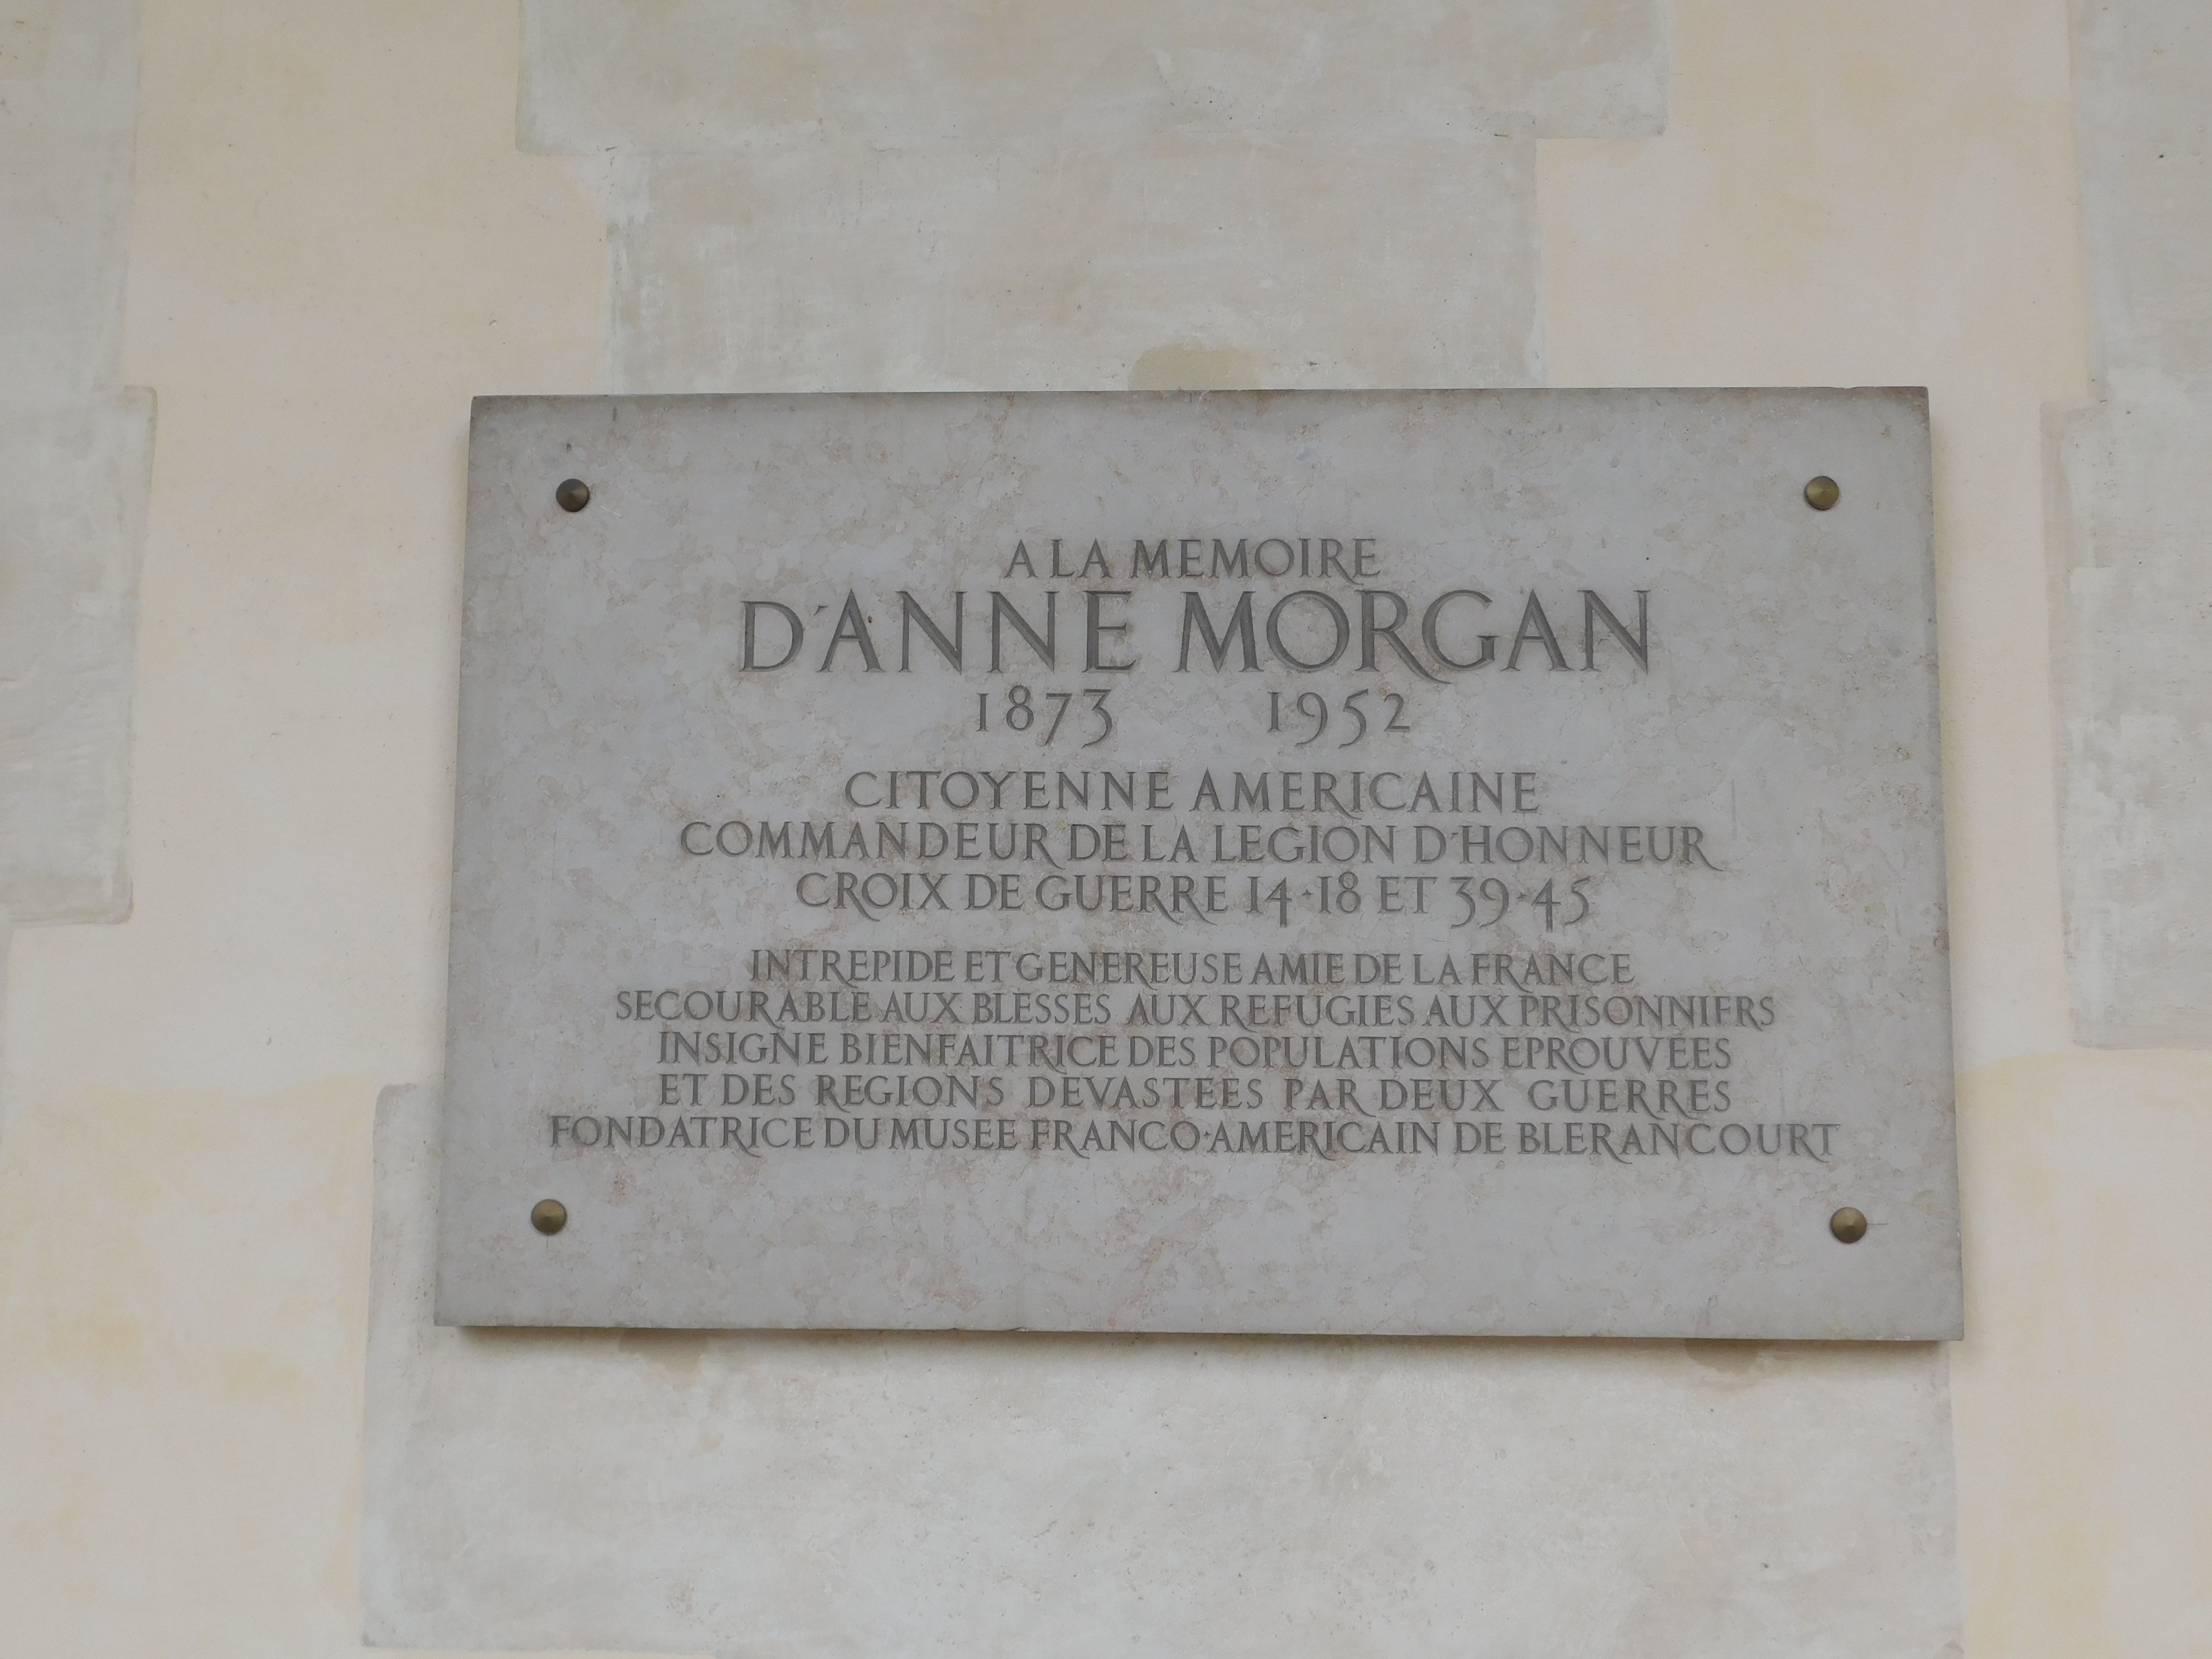 A LA MEMOIRE
D'ANNE MORGAN
1873 1952
CITOYENNE AMERICAINE
COMMANDEUR DE LA LEGION D'HONNEUR
CROIX DE GUERRE 14·18 ET 39·45
INTREPIDE ET GENEREUSE AMIE DE LA FRANCE
SECOURABLE AUX BLESSES AUX REFUGIES AUX PRISONNIERS
INSIGNE BIENFAITRICE DES POPULATIONS EPROUVEES
ET DES REGIONS DEVASTEES PAR DEUX GUERRES
FONDATRICE DU MUSEE FRANCO·AMERICAIN DE BLERANCOURT